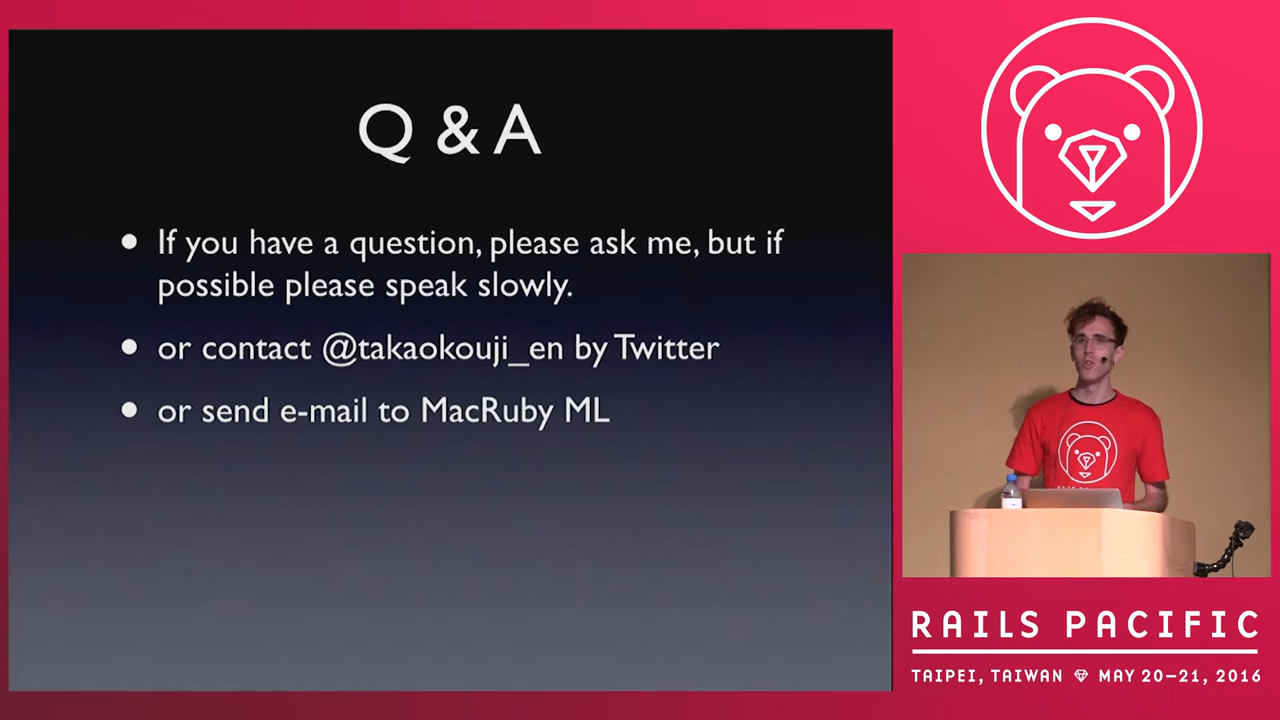 Q & A
If you have a question, please ask me, but if
possible please speak slowly.
or contact @takaokouji_en by Twitter
or send e-mail to MacRuby ML
RAILS PACIFIC
TAIPEI, TAIWAN MAY 20–21, 2016